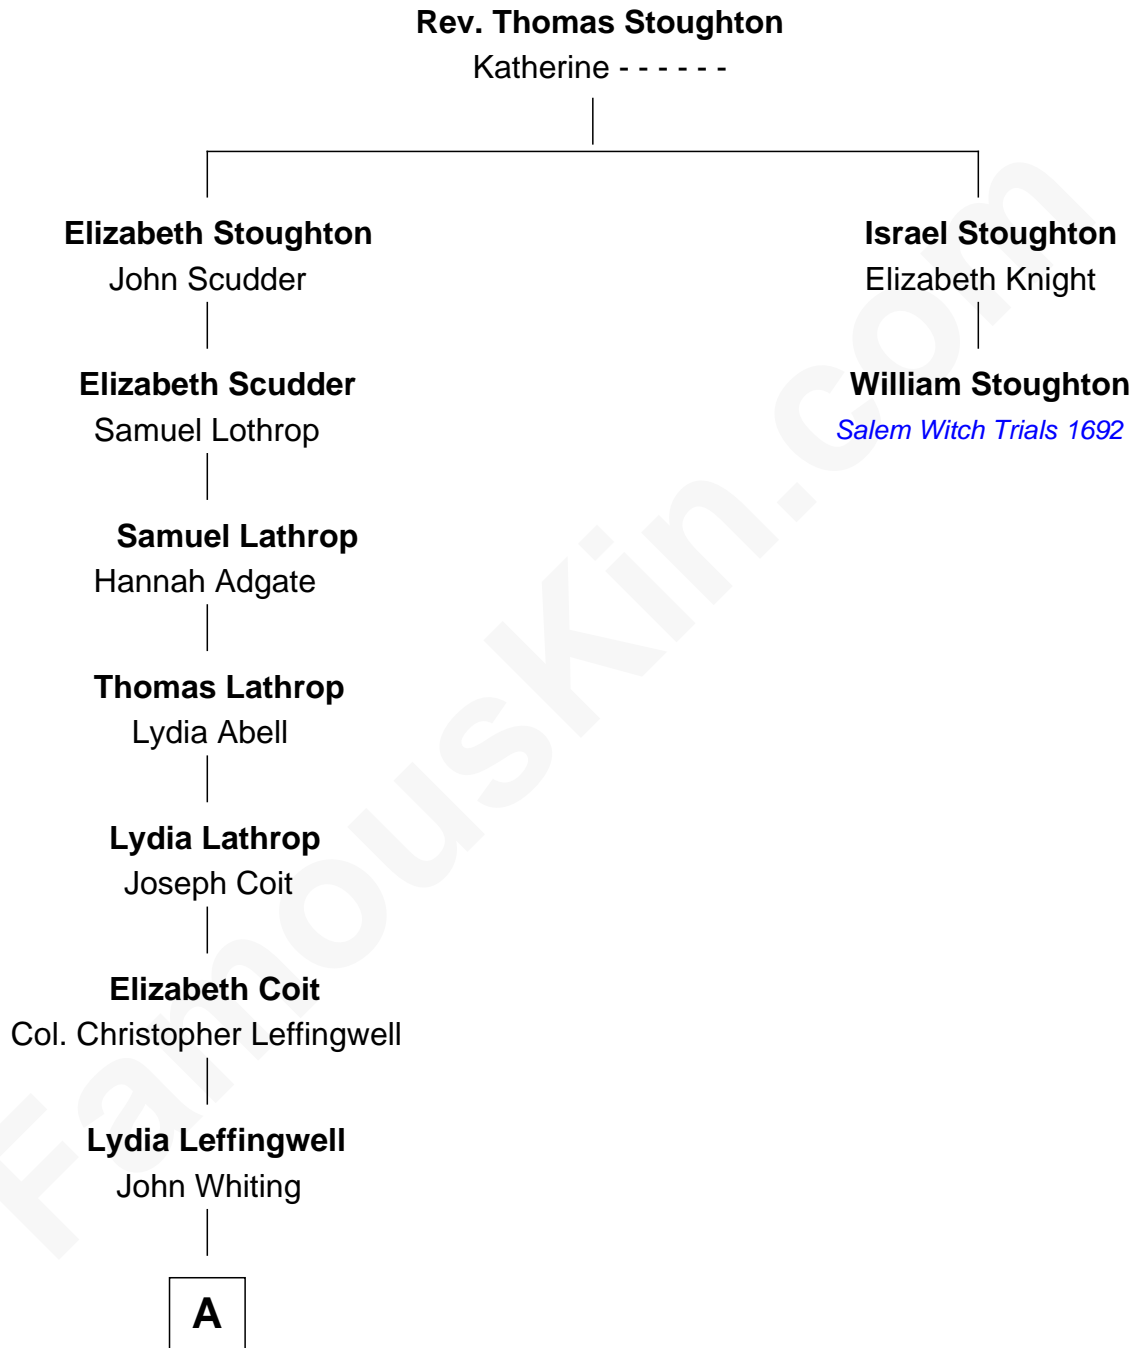 Rev. Thomas Stoughton
Katherine - - - - - -
Elizabeth Stoughton
John Scudder
Israel Stoughton
Elizabeth Knight
Elizabeth Scudder
Samuel Lothrop
William Stoughton
Salem Witch Trials 1692
Samuel Lathrop
Hannah Adgate
Thomas Lathrop
Lydia Abell
Lydia Lathrop
Joseph Coit
Elizabeth Coit
Col. Christopher Leffingwell
Lydia Leffingwell
John Whiting
A
FamousKin.com